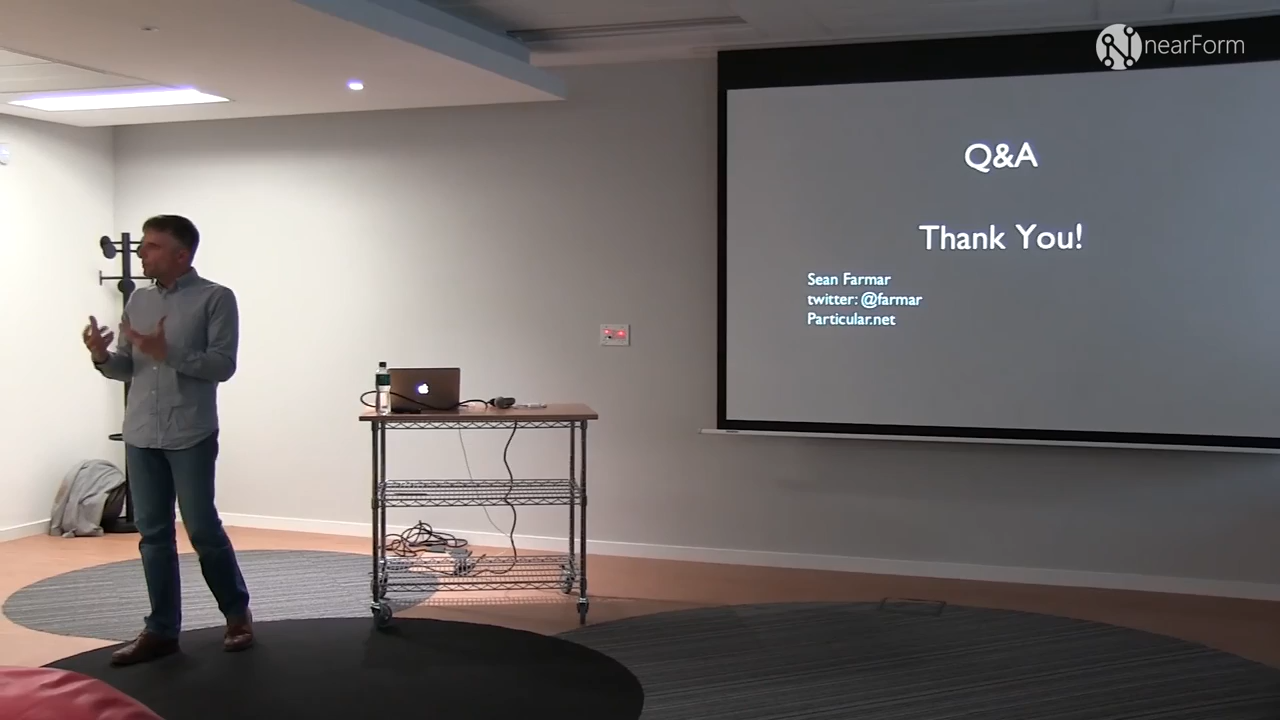 nearForm
Q&A
Thank You!
Sean Farmar
twitter: @farmar
Particular.net